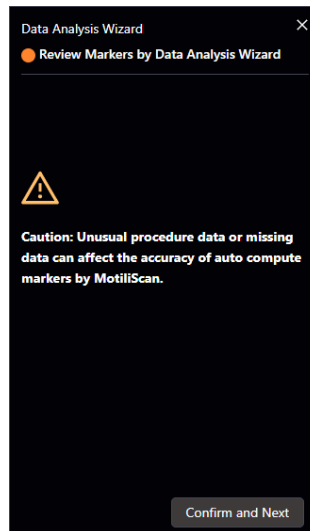 Data Analysis Wizard
Review Markers by Data Analysis Wizard
Caution: Unusual procedure data or missing
data can affect the accuracy of auto compute
markers by MotiliScan.
Confirm and Next